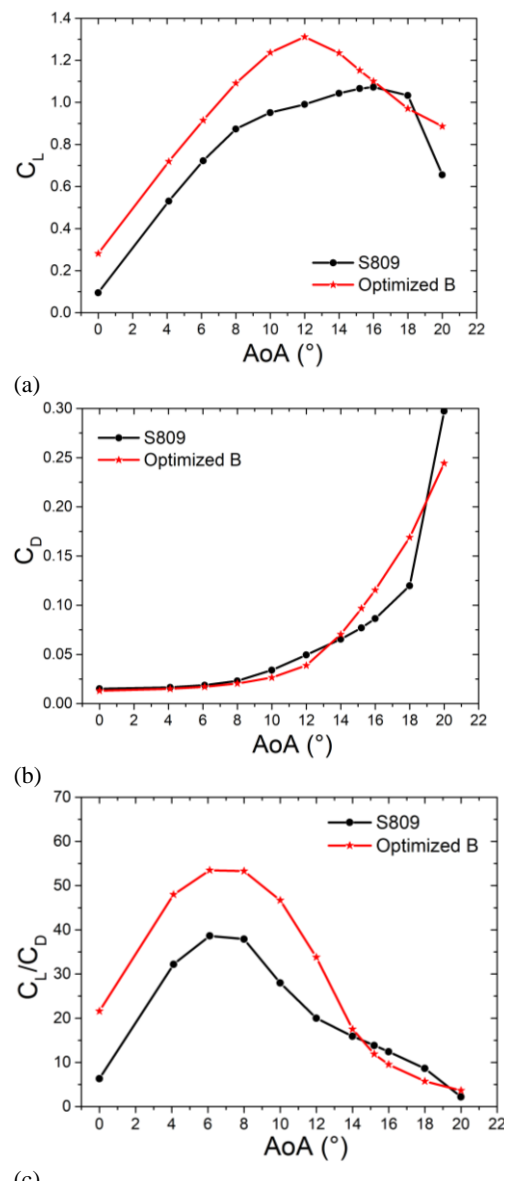 1.4
1.2
1.0
0.8
0.6
0.4
0.2
0.0
C_L
S809
Optimized B
0 2 4 6 8 10 12 14 16 18 20 22
AoA (°)
(a)
0.30
0.25
0.20
0.15
0.10
0.05
0.00
C_D
S809
Optimized B
0 2 4 6 8 10 12 14 16 18 20 22
AoA (°)
(b)
70
60
50
40
30
20
10
0
C_L/C_D
S809
Optimized B
0 2 4 6 8 10 12 14 16 18 20 22
AoA (°)
(c)